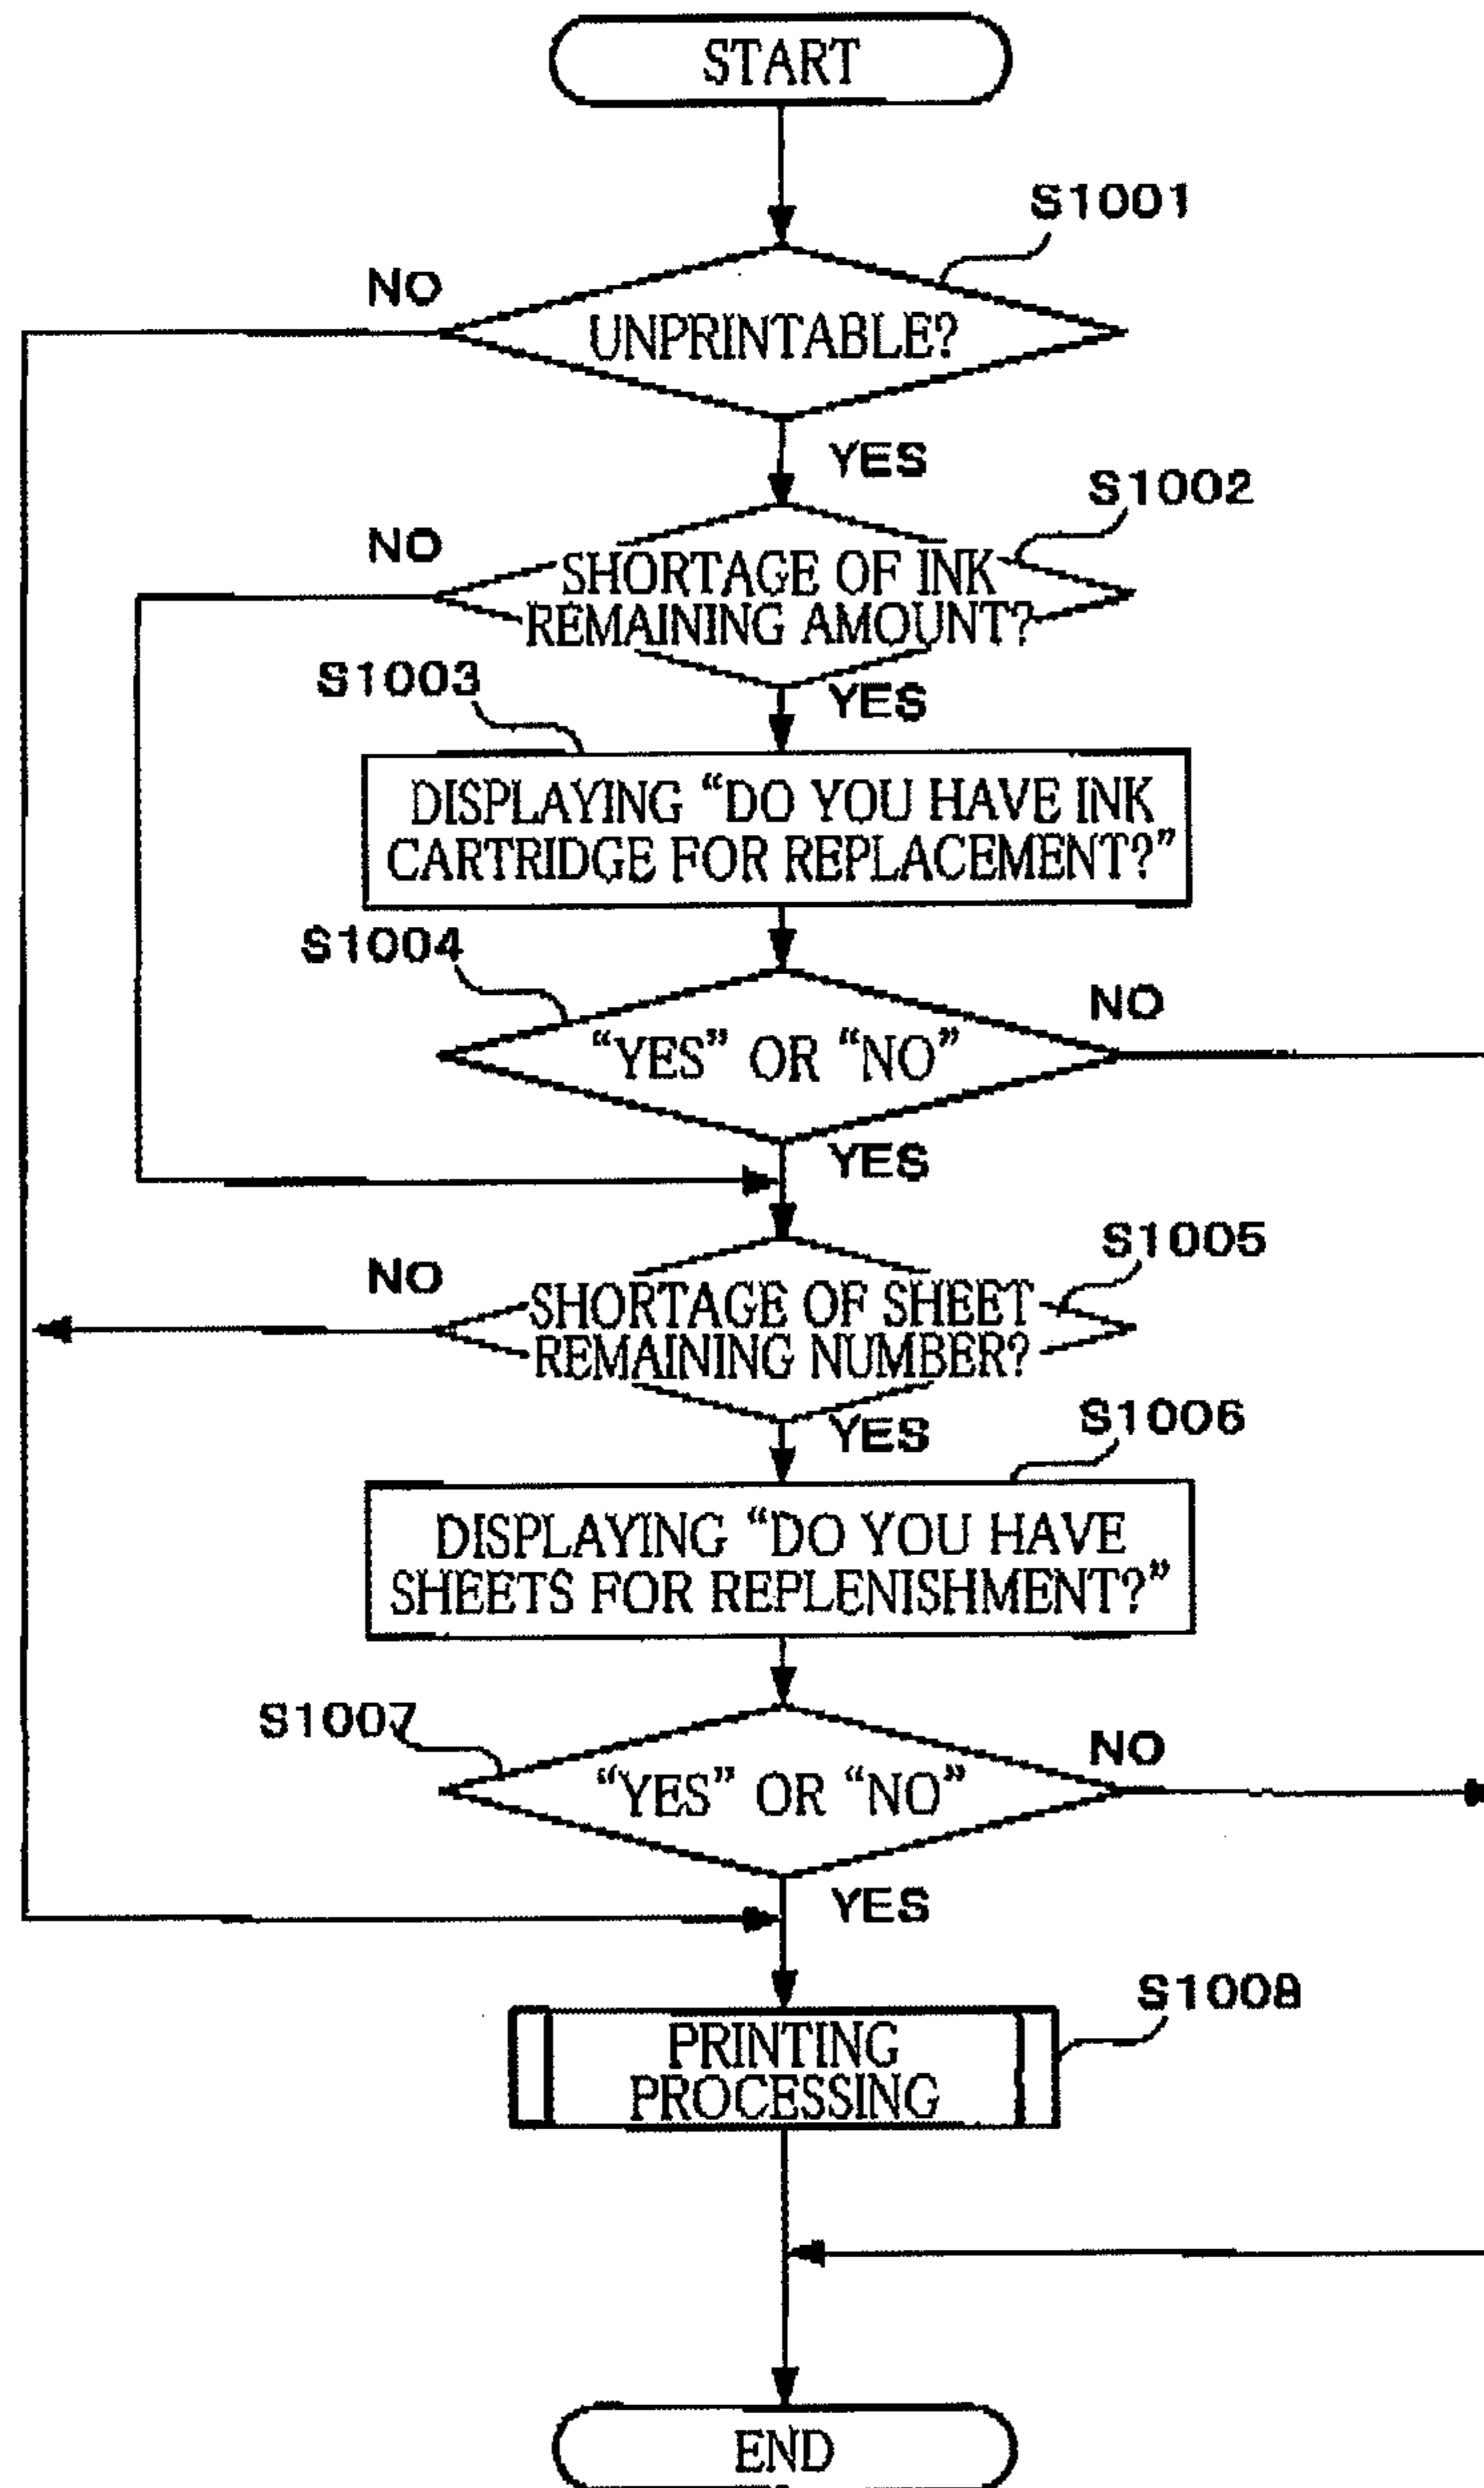 START
S1001
NO
UNPRINTABLE?
YES
S1002
NO
SHORTAGE OF INK
REMAINING AMOUNT?
S1003
YES
DISPLAYING “DO YOU HAVE INK
CARTRIDGE FOR REPLACEMENT?”
S1004
NO
“YES” OR “NO”
YES
S1005
NO
SHORTAGE OF SHEET
REMAINING NUMBER?
S1006
YES
DISPLAYING “DO YOU HAVE
SHEETS FOR REPLENISHMENT?”
S1007
NO
“YES” OR “NO”
YES
S1008
PRINTING
PROCESSING
END